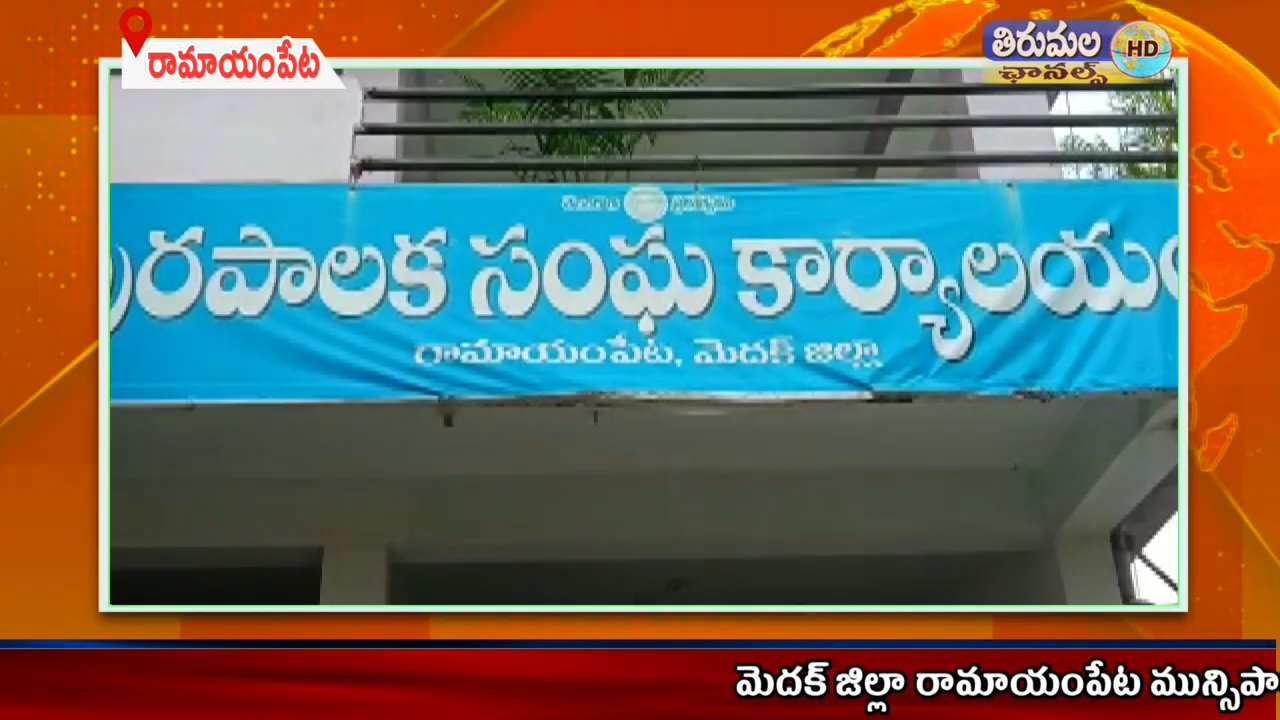 రామాయంపేట
తిరుమల
HD
ఛానల్స్
పురపాలక సంఘ కార్యాలయం
రామాయంపేట, మెదక్ జిల్లా
మెదక్ జిల్లా రామాయంపేట మున్సిపా